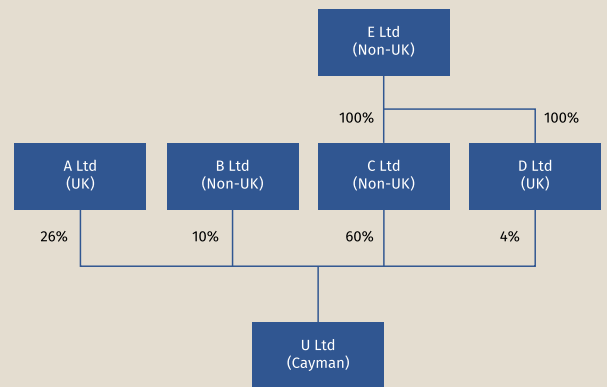 E Ltd
(Non-UK)
100%
100%
A Ltd
(UK)
B Ltd
(Non-UK)
C Ltd
(Non-UK)
D Ltd
(UK)
26%
10%
60%
4%
U Ltd
(Cayman)